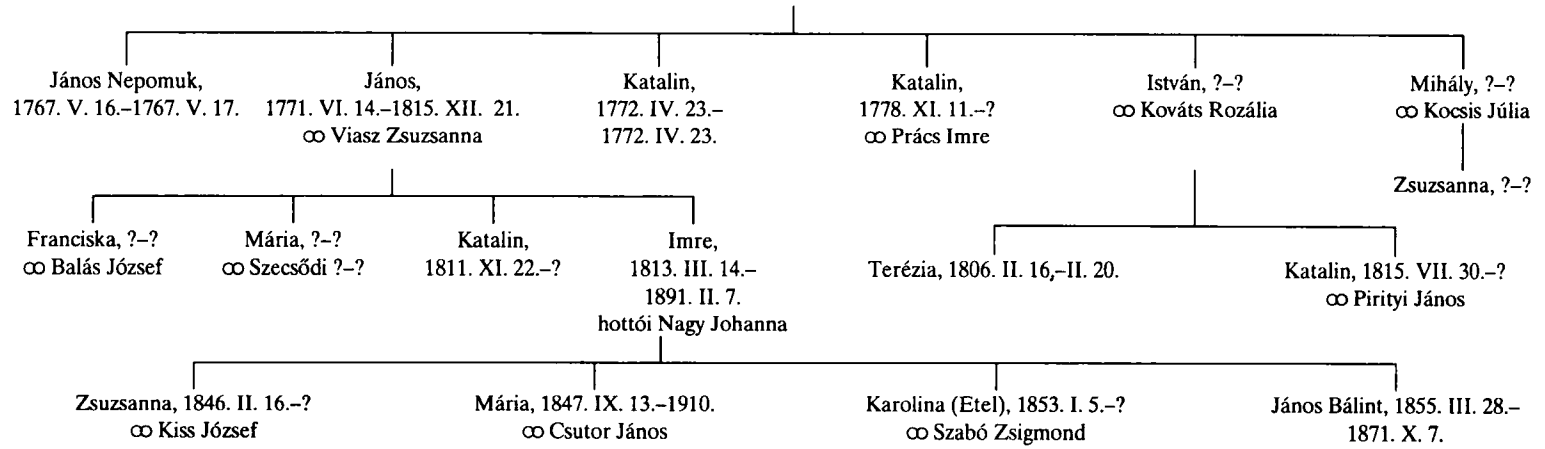 János Nepomuk,
1767. V. 16.–1767. V. 17.
János,
1771. VI. 14.–1815. XII. 21.
ꝏ Viasz Zsuzsanna
Katalin,
1772. IV. 23.–
1772. IV. 23.
Katalin,
1778. XI. 11.–?
ꝏ Prács Imre
István, ?–?
ꝏ Kováts Rozália
Mihály, ?–?
ꝏ Kocsis Júlia
Zsuzsanna, ?–?
Franciska, ?–?
ꝏ Balás József
Mária, ?–?
ꝏ Szecsődi ?–?
Katalin,
1811. XI. 22.–?
Imre,
1813. III. 14.–
1891. II. 7.
hottói Nagy Johanna
Terézia, 1806. II. 16,–II. 20.
Katalin, 1815. VII. 30.–?
ꝏ Pirityi János
Zsuzsanna, 1846. II. 16.–?
ꝏ Kiss József
Mária, 1847. IX. 13.–1910.
ꝏ Csutor János
Karolina (Etel), 1853. I. 5.–?
ꝏ Szabó Zsigmond
János Bálint, 1855. III. 28.–
1871. X. 7.